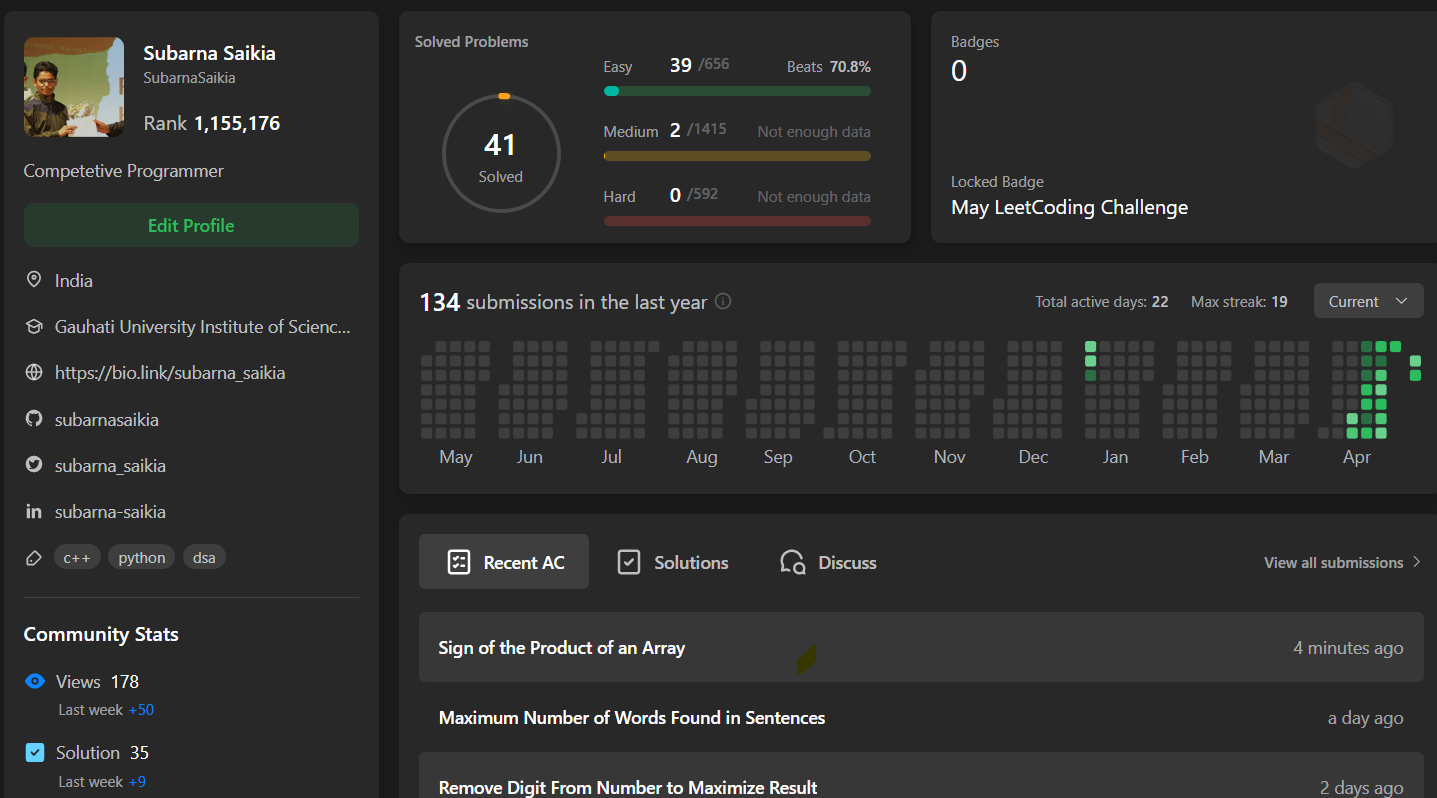 Subarna Saikia
SubarnaSaikia
Rank 1,155,176
Competetive Programmer
Edit Profile
India
Gauhati University Institute of Scienc...
https://bio.link/subarna_saikia
subarnasaikia
subarna_saikia
subarna-saikia
c++ python dsa
Community Stats
Views 178
Last week +50
Solution 35
Last week +9
Solved Problems
41
Solved
Easy 39 /656 Beats 70.8%
Medium 2 /1415 Not enough data
Hard 0 /592 Not enough data
Badges
0
Locked Badge
May LeetCoding Challenge
134 submissions in the last year
Total active days: 22 Max streak: 19 Current
May Jun Jul Aug Sep Oct Nov Dec Jan Feb Mar Apr
Recent AC Solutions Discuss View all submissions
Sign of the Product of an Array 4 minutes ago
Maximum Number of Words Found in Sentences a day ago
Remove Digit From Number to Maximize Result 2 days ago